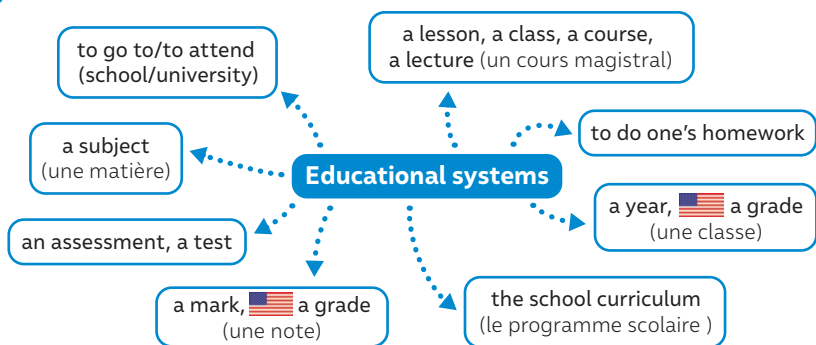 to go to/to attend
(school/university)
a lesson, a class, a course,
a lecture (un cours magistral)
a subject
(une matière)
to do one's homework
Educational systems
an assessment, a test
a year, a grade
(une classe)
a mark, a grade
(une note)
the school curriculum
(le programme scolaire )